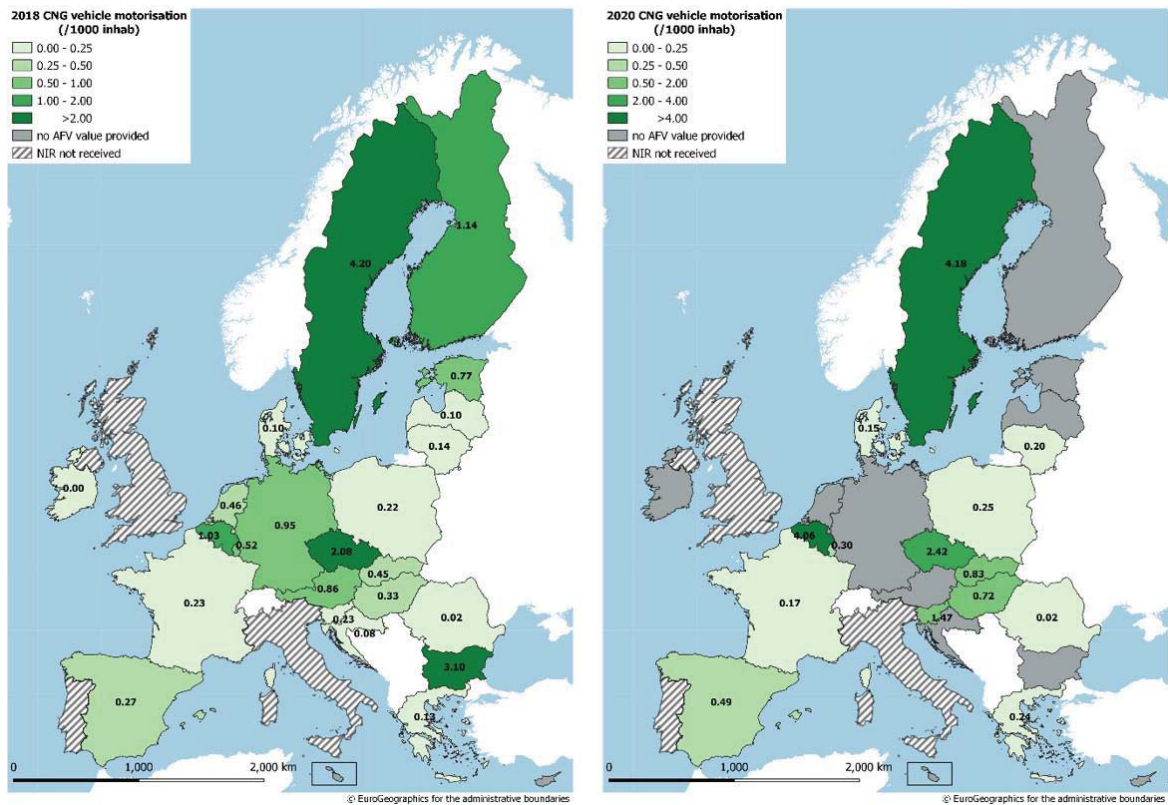 2018 CNG vehicle motorisation
(/1000 inhab)
0.00 - 0.25
0.25 - 0.50
0.50 - 1.00
1.00 - 2.00
>2.00
no AFV value provided
NIR not received
1.14
4.20
0.77
0.10
0.10
0.14
0.00
0.46
0.22
0.95
1.03
0.52
2.08
0.45
0.86
0.33
0.23
0.23
0.02
0.08
3.10
0.27
0.13
0 1,000 2,000 km
© EuroGeographics for the administrative boundaries
2020 CNG vehicle motorisation
(/1000 inhab)
0.00 - 0.25
0.25 - 0.50
0.50 - 2.00
2.00 - 4.00
>4.00
no AFV value provided
NIR not received
4.18
0.15
0.20
0.25
4.06
0.30
2.42
0.83
0.72
0.17
1.47
0.02
0.49
0.24
0 1,000 2,000 km
© EuroGeographics for the administrative boundaries